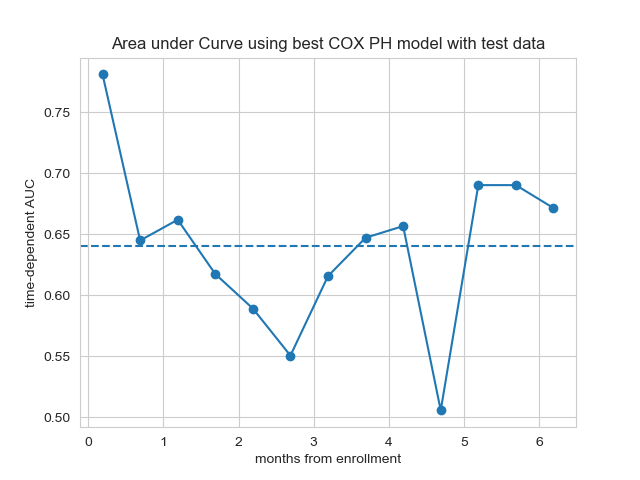 Area under Curve using best COX PH model with test data
time-dependent AUC
0.75
0.70
0.65
0.60
0.55
0.50
0 1 2 3 4 5 6
months from enrollment